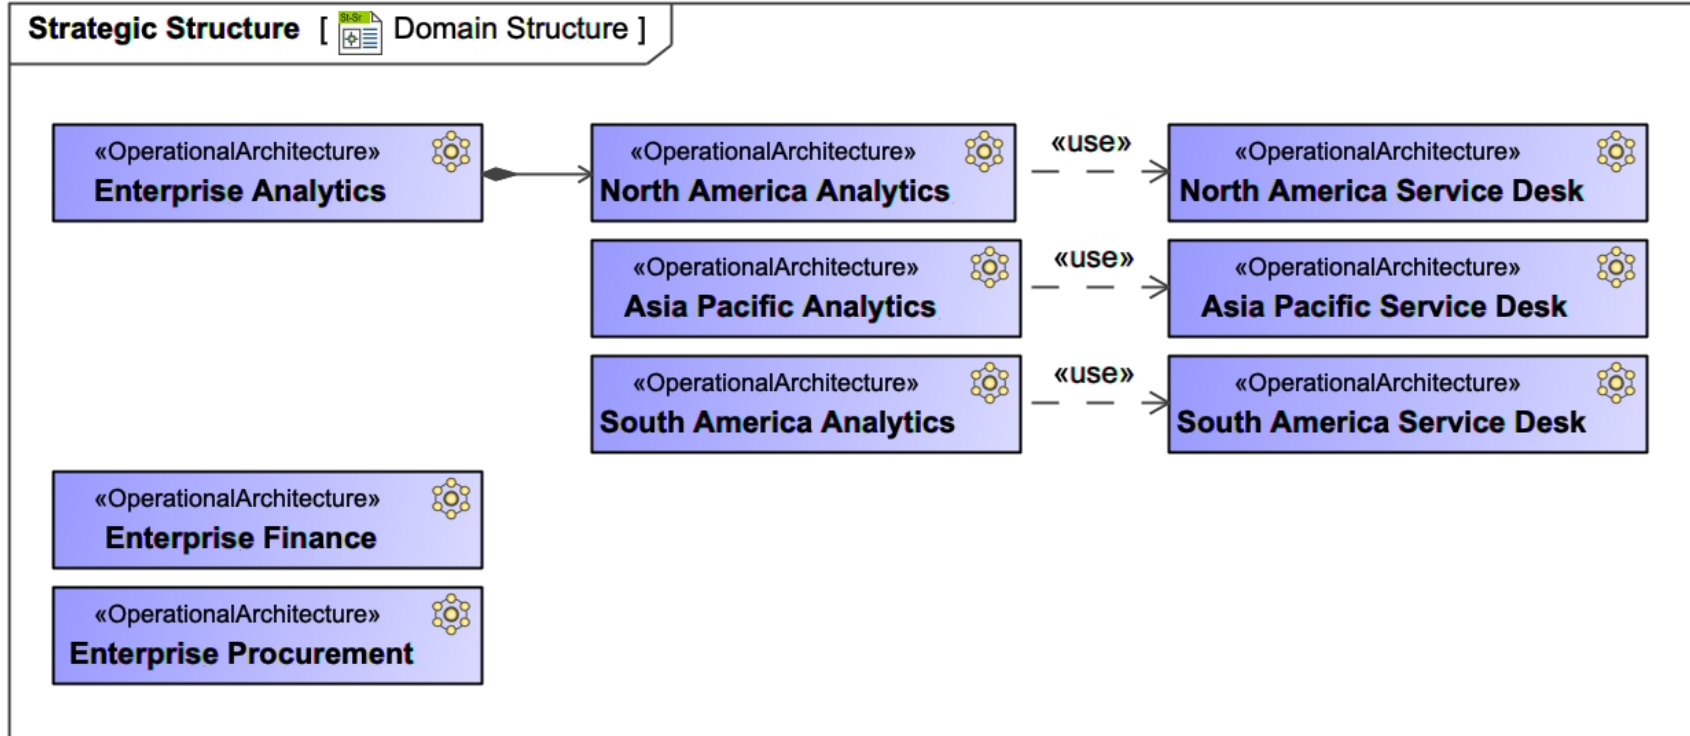 Strategic Structure [ St-Sr Domain Structure ]
«OperationalArchitecture»
Enterprise Analytics
«OperationalArchitecture»
North America Analytics
«use»
«OperationalArchitecture»
North America Service Desk
«OperationalArchitecture»
Asia Pacific Analytics
«use»
«OperationalArchitecture»
Asia Pacific Service Desk
«OperationalArchitecture»
South America Analytics
«use»
«OperationalArchitecture»
South America Service Desk
«OperationalArchitecture»
Enterprise Finance
«OperationalArchitecture»
Enterprise Procurement